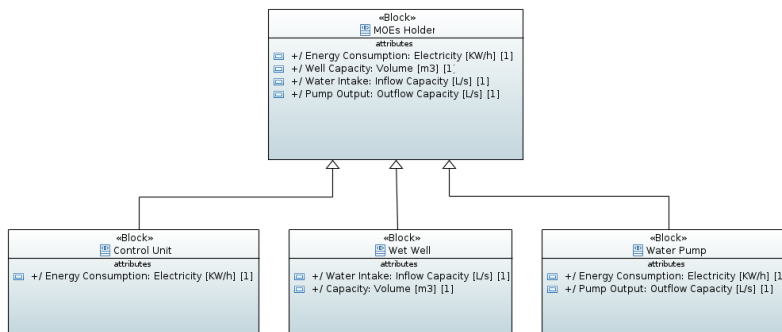 «Block»
MOEs Holder
attributes
+/ Energy Consumption: Electricity [KW/h] [1]
+/ Well Capacity: Volume [m3] [1]
+/ Water Intake: Inflow Capacity [L/s] [1]
+/ Pump Output: Outflow Capacity [L/s] [1]
«Block»
Control Unit
attributes
+/ Energy Consumption: Electricity [KW/h] [1]
«Block»
Wet Well
attributes
+/ Water Intake: Inflow Capacity [L/s] [1]
+/ Capacity: Volume [m3] [1]
«Block»
Water Pump
attributes
+/ Energy Consumption: Electricity [KW/h] [1]
+/ Pump Output: Outflow Capacity [L/s] [1]